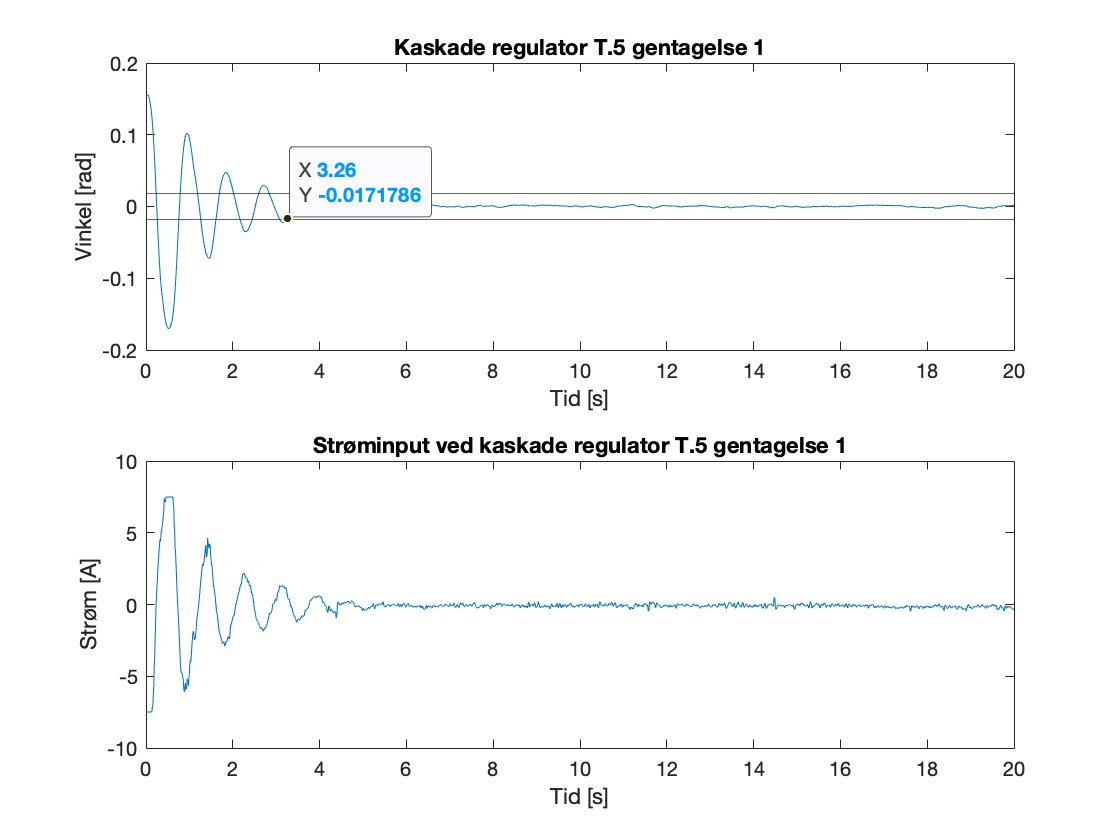 Kaskade regulator T.5 gentagelse 1
0.2
0.1
0
-0.1
-0.2
Vinkel [rad]
X 3.26
Y -0.0171786
0 2 4 6 8 10 12 14 16 18 20
Tid [s]
Strøminput ved kaskade regulator T.5 gentagelse 1
10
5
0
-5
-10
Strøm [A]
0 2 4 6 8 10 12 14 16 18 20
Tid [s]